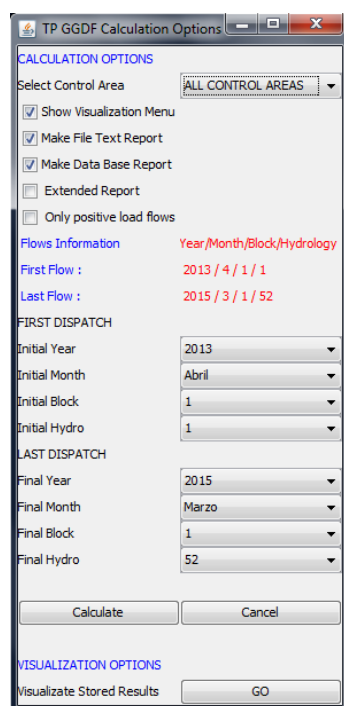 TP GGDF Calculation Options
CALCULATION OPTIONS
Select Control Area ALL CONTROL AREAS
Show Visualization Menu
Make File Text Report
Make Data Base Report
Extended Report
Only positive load flows
Flows Information Year/Month/Block/Hydrology
First Flow : 2013 / 4 / 1 / 1
Last Flow : 2015 / 3 / 1 / 52
FIRST DISPATCH
Initial Year 2013
Initial Month Abril
Initial Block 1
Initial Hydro 1
LAST DISPATCH
Final Year 2015
Final Month Marzo
Final Block 1
Final Hydro 52
Calculate Cancel
VISUALIZATION OPTIONS
Visualizate Stored Results GO